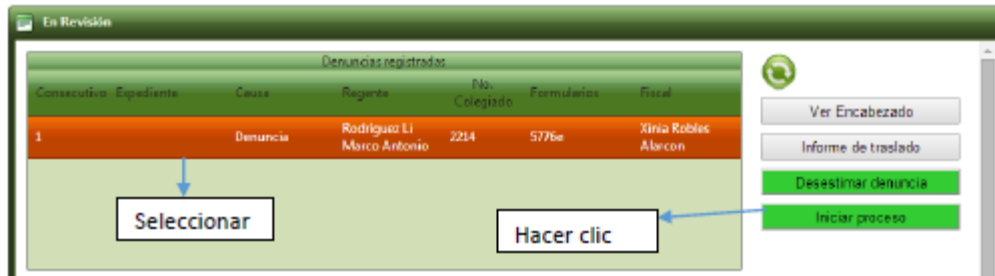 En Revisión
Denuncias registradas
Consecutivo Expediente Causa Regente No. Colegiado Formularios Fiscal
1 Denuncia Rodriguez Li Marco Antonio 2214 5776e Xinia Robles Alarcon
Ver Encabezado
Informe de traslado
Desestimar denuncia
Iniciar proceso
Seleccionar
Hacer clic